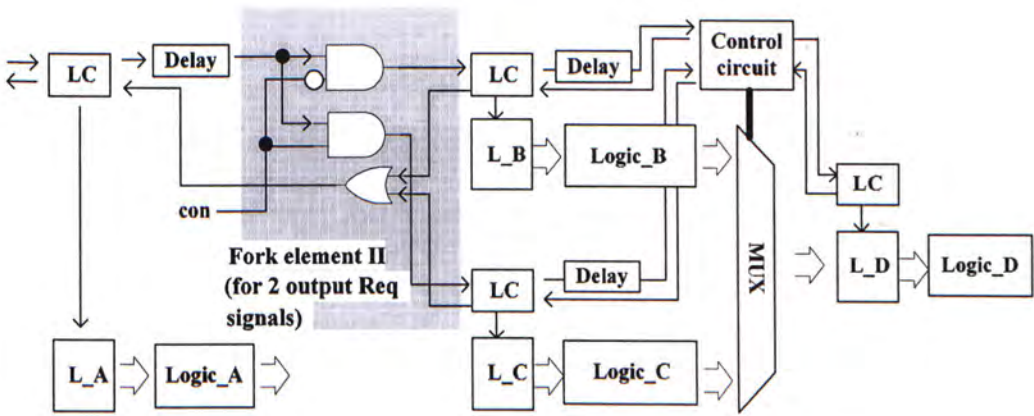 LC
Delay
LC
Delay
Control
circuit
L_B
Logic_B
LC
con
MUX
Fork element II
(for 2 output Req
signals)
LC
Delay
L_D
Logic_D
L_A
Logic_A
L_C
Logic_C